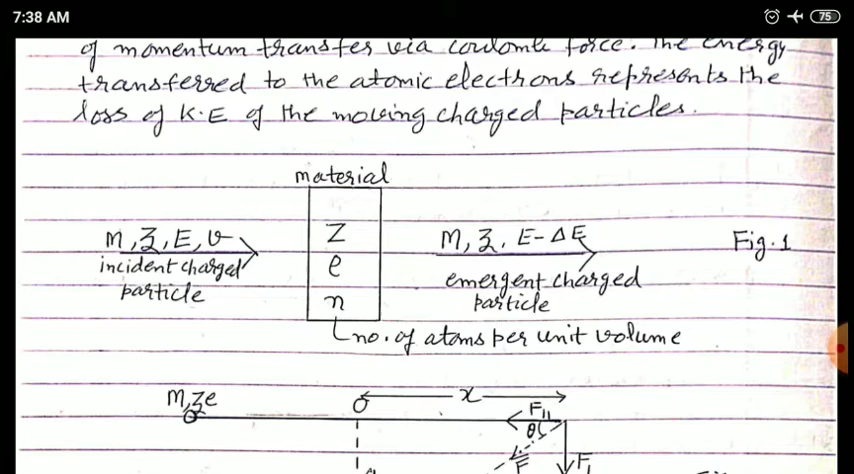 7:38 AM
75
of momentum transfer via coulomb force. The energy
transferred to the atomic electrons represents the
loss of K.E of the moving charged particles.
material
M, z, E, v
Z
M, z, E-ΔE
Fig.1
incident charged
particle
e
emergent charged
particle
n
no. of atoms per unit volume
M, ze
O
x
F11
θ
F
F⊥